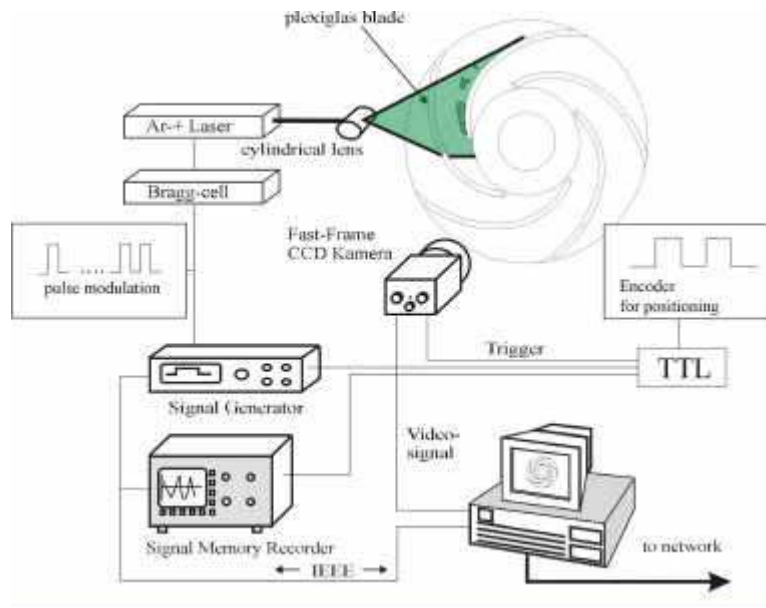 plexiglas blade
Ar-+ Laser
cylindrical lens
Bragg-cell
Fast-Frame
CCD Kamera
pulse modulation
Encoder
for positioning
Trigger
TTL
Signal Generator
Video-
signal
Signal Memory Recorder
IEEE
to network